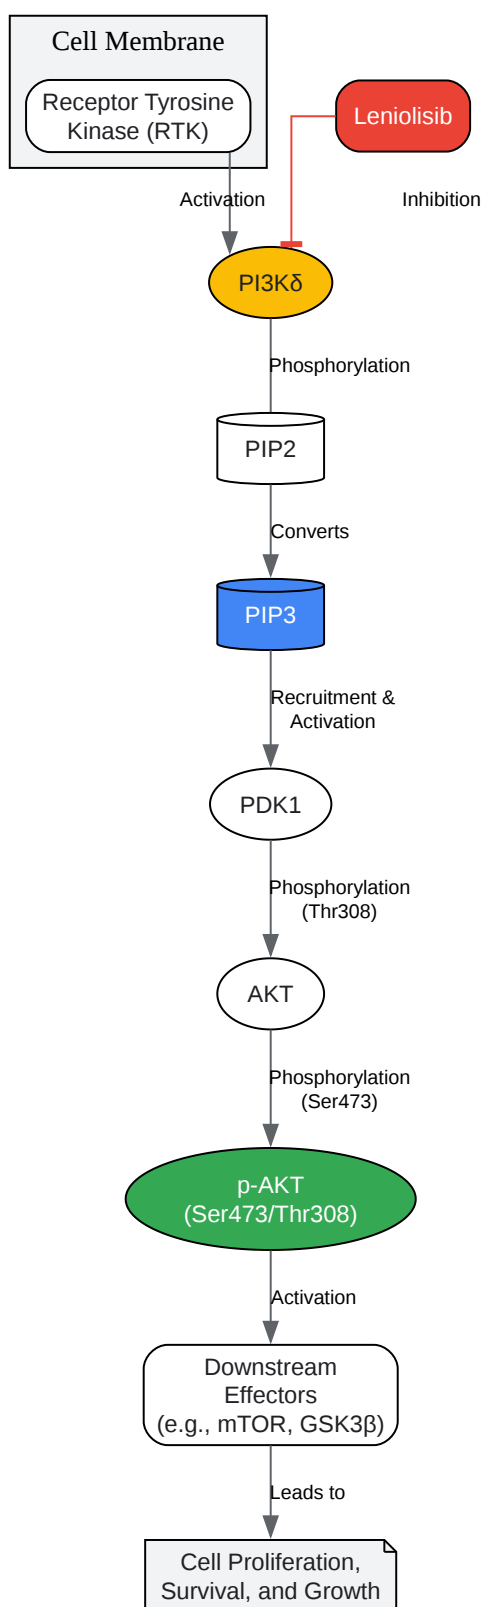 Cell Membrane
Receptor Tyrosine
Kinase (RTK)
Leniolisib
Activation
Inhibition
PI3Kδ
Phosphorylation
PIP2
Converts
PIP3
Recruitment &
Activation
PDK1
Phosphorylation
(Thr308)
AKT
Phosphorylation
(Ser473)
p-AKT
(Ser473/Thr308)
Activation
Downstream
Effectors
(e.g., mTOR, GSK3β)
Leads to
Cell Proliferation,
Survival, and Growth